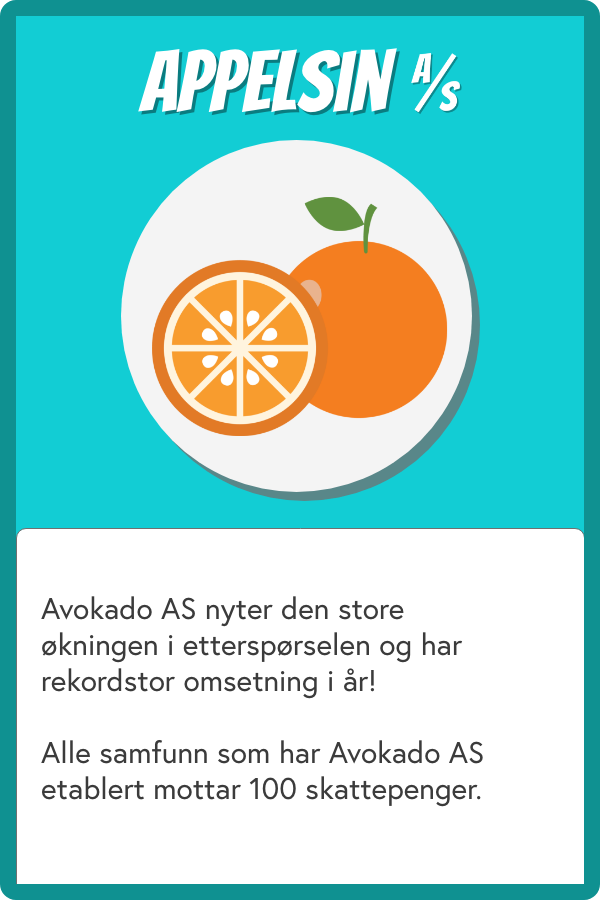 APPELSIN A/S
Avokado AS nyter den store
økningen i etterspørselen og har
rekordstor omsetning i år!
Alle samfunn som har Avokado AS
etablert mottar 100 skattepenger.